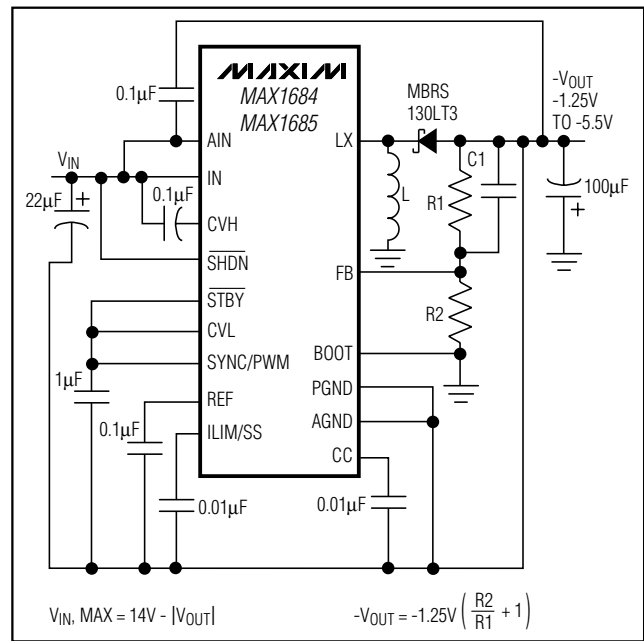 MAXIM
MAX1684
MAX1685
0.1µF
MBRS
130LT3
-VOUT
-1.25V
TO -5.5V
AIN
LX
C1
VIN
IN
22µF
+
0.1µF
CVH
L
R1
100µF
+
SHDN
FB
STBY
R2
CVL
BOOT
SYNC/PWM
1µF
PGND
REF
AGND
0.1µF
ILIM/SS
CC
0.01µF
0.01µF
VIN, MAX = 14V - |VOUT|
-VOUT = -1.25V ( R2/R1 + 1 )